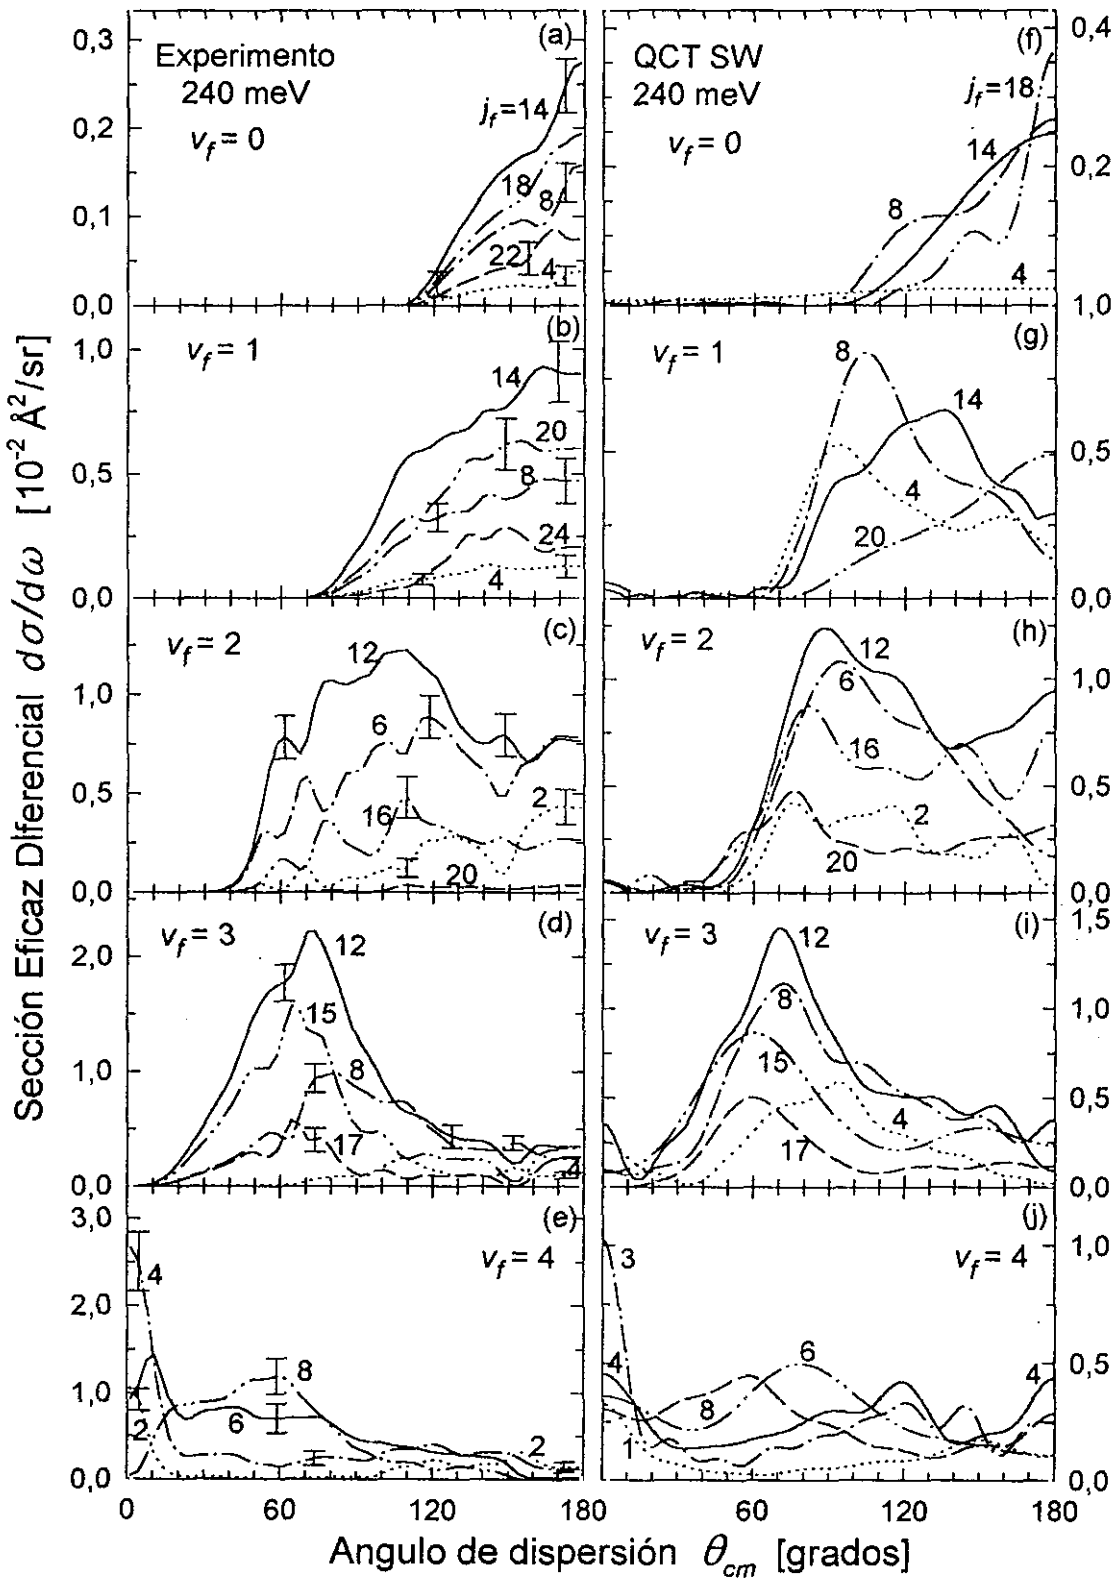 Sección Eficaz DIferencial dσ/dω [10⁻² Å²/sr]
(a)
Experimento
240 meV
v_f = 0
j_f=14
18
8
22
4
0,3
0,2
0,1
0,0
(f)
QCT SW
240 meV
v_f = 0
j_f=18
14
8
4
0,4
0,2
0,0
(b)
v_f = 1
14
20
8
24
4
1,0
0,5
0,0
(g)
v_f = 1
8
14
4
20
1,0
0,5
0,0
(c)
v_f = 2
12
6
16
2
20
1,0
0,5
0,0
(h)
v_f = 2
12
6
16
2
20
1,0
0,5
0,0
(d)
v_f = 3
12
15
8
17
4
2,0
1,0
0,0
(i)
v_f = 3
12
8
15
4
17
1,5
1,0
0,5
0,0
(e)
v_f = 4
4
8
6
2
2
3,0
2,0
1,0
0,0
(j)
v_f = 4
3
4
6
8
1
4
1,0
0,5
0,0
0 60 120 180
60 120 180
Angulo de dispersión θ_cm [grados]